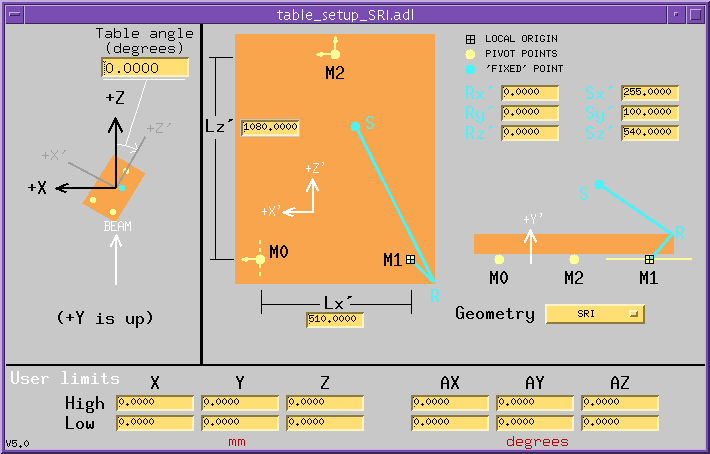 table_setup_SRI.adl
Table angle
(degrees)
0.0000
+Z
+Z′
+X′
+X
BEAM
(+Y is up)
M2
Lz′
1080.0000
S
+Z′
+X′
M0
M1
R
Lx′
510.0000
LOCAL ORIGIN
PIVOT POINTS
'FIXED' POINT
Rx′ 0.0000 Sx′ 255.0000
Ry′ 0.0000 Sy′ 100.0000
Rz′ 0.0000 Sz′ 540.0000
S
+Y′
R
M0 M2 M1
Geometry SRI
User limits
X Y Z AX AY AZ
High 0.0000 0.0000 0.0000 0.0000 0.0000 0.0000
Low 0.0000 0.0000 0.0000 0.0000 0.0000 0.0000
V5.0 mm degrees